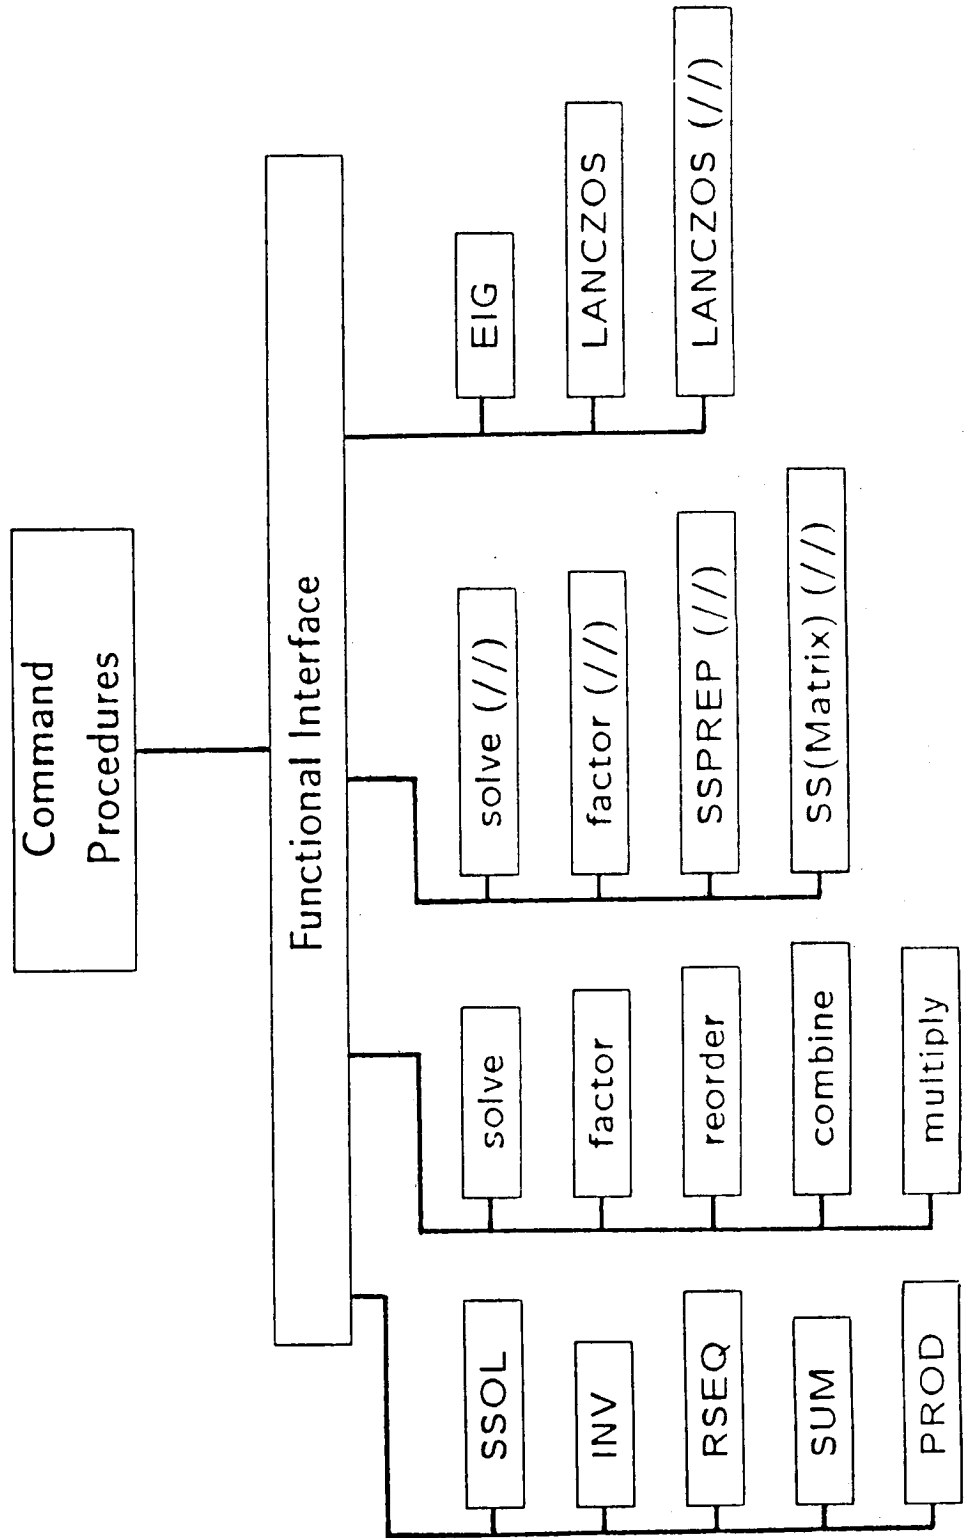 Command
Procedures
Functional Interface
SSOL
INV
RSEQ
SUM
PROD
solve
factor
reorder
combine
multiply
solve (//)
factor (//)
SSPREP (//)
SS(Matrix) (//)
EIG
LANCZOS
LANCZOS (//)